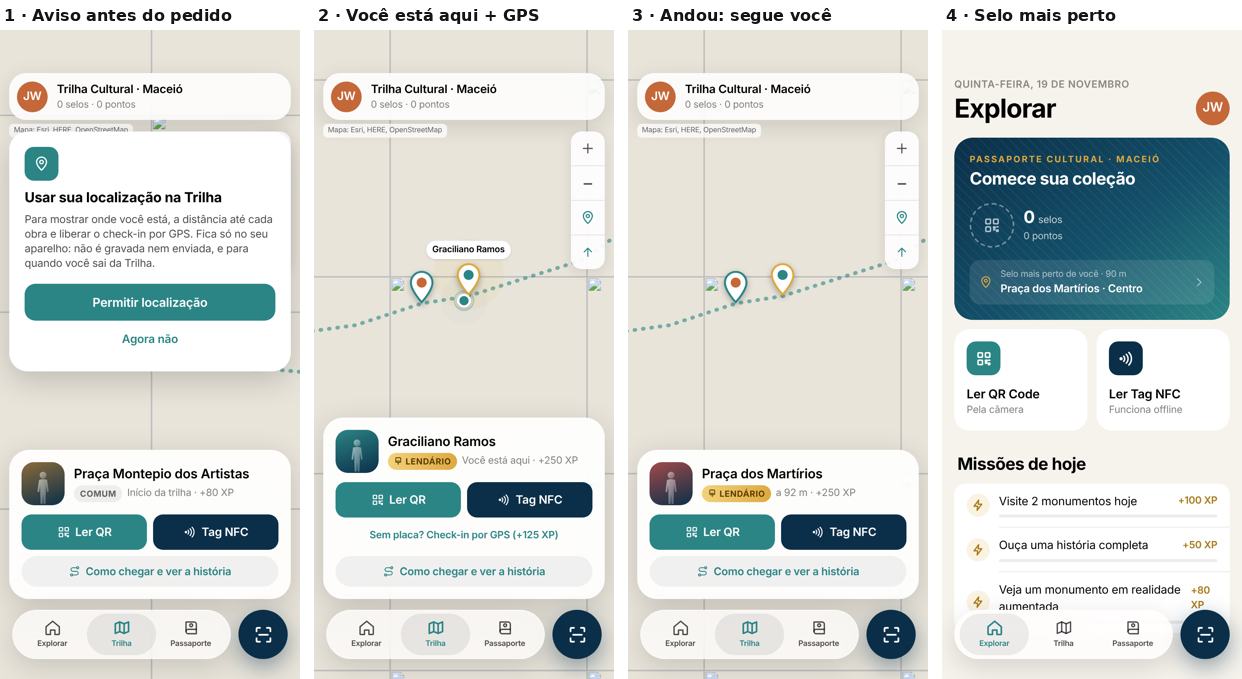 1 · Aviso antes do pedido
JW
Trilha Cultural · Maceió
0 selos · 0 pontos
Mapa: Esri, HERE, OpenStreetMap
Usar sua localização na Trilha
Para mostrar onde você está, a distância até cada
obra e liberar o check-in por GPS. Fica só no seu
aparelho: não é gravada nem enviada, e para
quando você sai da Trilha.
Permitir localização
Agora não
Praça Montepio dos Artistas
COMUM Início da trilha · +80 XP
Ler QR
Tag NFC
Como chegar e ver a história
Explorar
Trilha
Passaporte
2 · Você está aqui + GPS
JW
Trilha Cultural · Maceió
0 selos · 0 pontos
Mapa: Esri, HERE, OpenStreetMap
Graciliano Ramos
Graciliano Ramos
LENDÁRIO Você está aqui · +250 XP
Ler QR
Tag NFC
Sem placa? Check-in por GPS (+125 XP)
Como chegar e ver a história
Explorar
Trilha
Passaporte
3 · Andou: segue você
JW
Trilha Cultural · Maceió
0 selos · 0 pontos
Mapa: Esri, HERE, OpenStreetMap
Praça dos Martírios
LENDÁRIO a 92 m · +250 XP
Ler QR
Tag NFC
Como chegar e ver a história
Explorar
Trilha
Passaporte
4 · Selo mais perto
QUINTA-FEIRA, 19 DE NOVEMBRO
Explorar
JW
PASSAPORTE CULTURAL · MACEIÓ
Comece sua coleção
0 selos
0 pontos
Selo mais perto de você · 90 m
Praça dos Martírios · Centro
Ler QR Code
Pela câmera
Ler Tag NFC
Funciona offline
Missões de hoje
Visite 2 monumentos hoje +100 XP
Ouça uma história completa +50 XP
Veja um monumento em realidade +80
aumentada XP
Explorar
Trilha
Passaporte